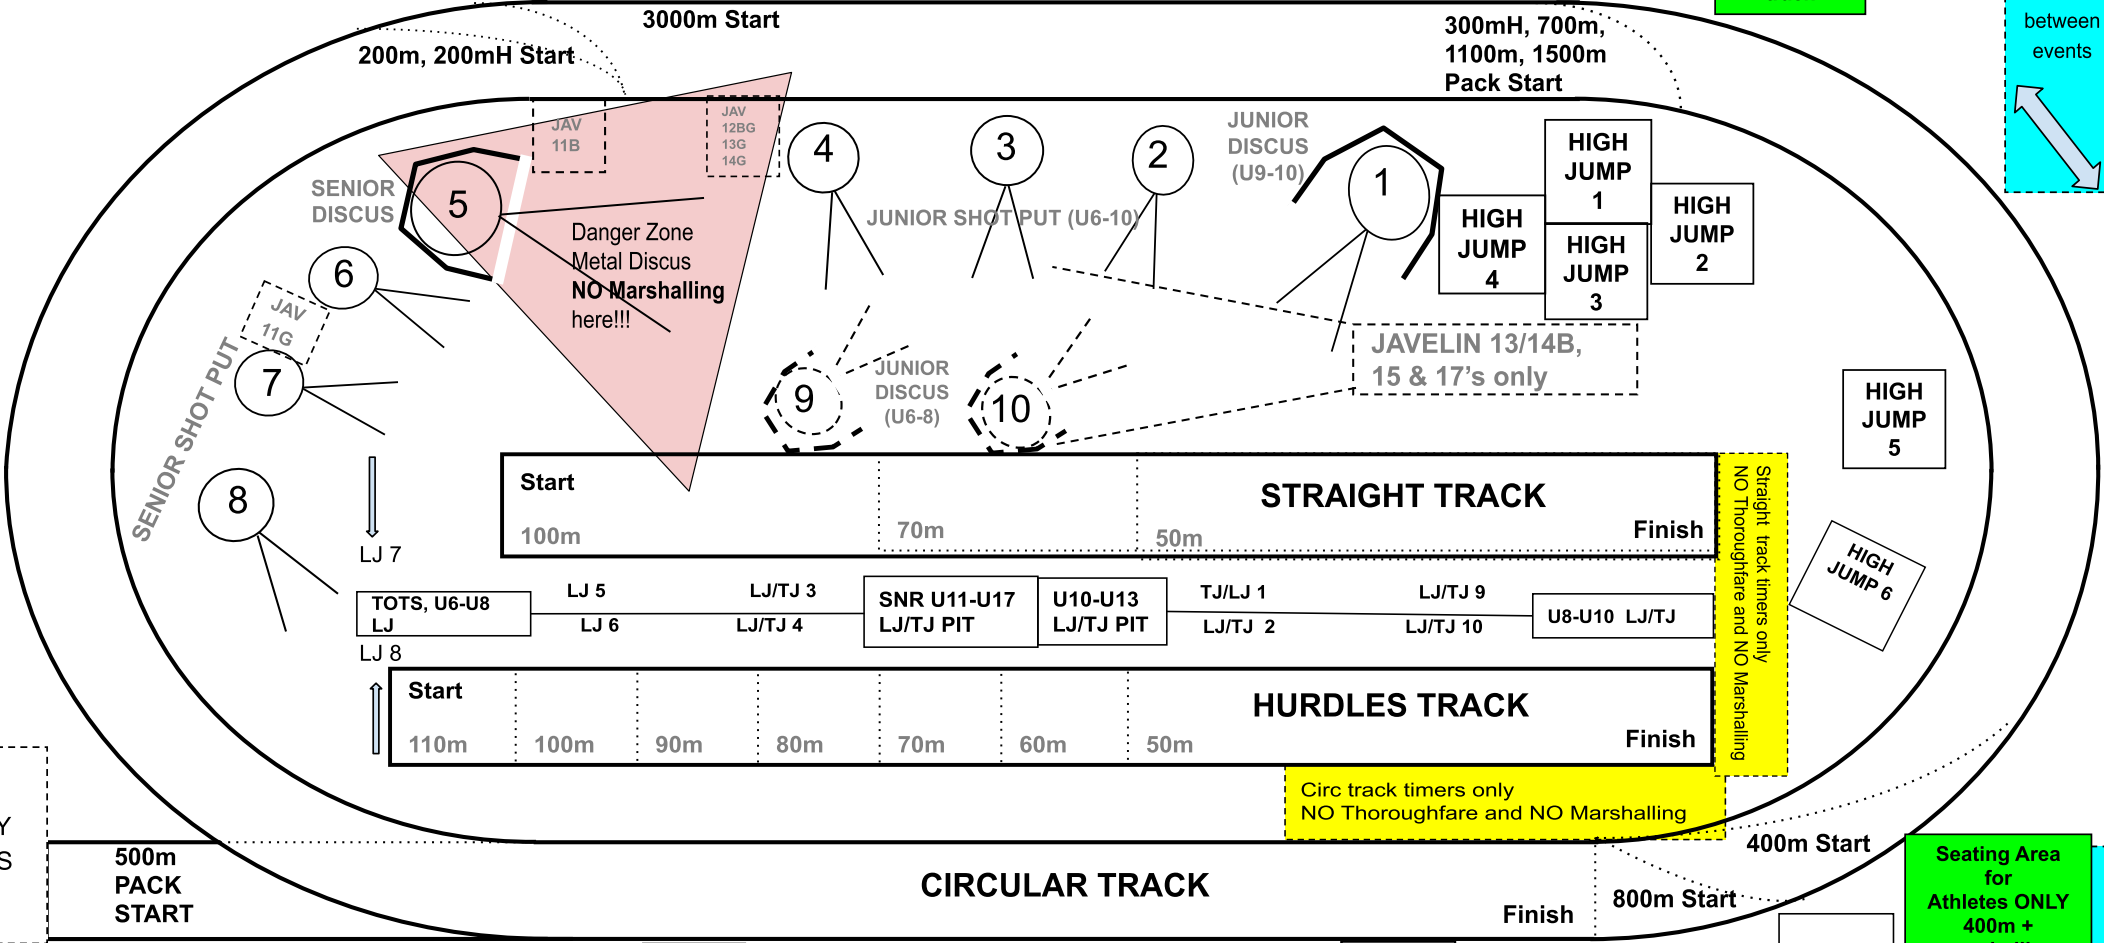 3000m Start
200m, 200mH Start
300mH, 700m,
1100m, 1500m
Pack Start
between
events
JAV
11B
JAV
12BG
13G
14G
4
3
2
JUNIOR
DISCUS
(U9-10)
1
HIGH
JUMP
1
HIGH
JUMP
2
HIGH
JUMP
3
HIGH
JUMP
4
SENIOR
DISCUS
5
JUNIOR SHOT PUT (U6-10)
Danger Zone
Metal Discus
NO Marshalling
here!!!
6
JAV
11G
7
SENIOR SHOT PUT
8
9
JUNIOR
DISCUS
(U6-8)
10
JAVELIN 13/14B,
15 & 17's only
HIGH
JUMP
5
HIGH
JUMP 6
Start
100m
70m
50m
STRAIGHT TRACK
Finish
Straight track timers only
NO Thoroughfare and NO Marshalling
LJ 7
TOTS, U6-U8
LJ
LJ 8
LJ 5
LJ 6
LJ/TJ 3
LJ/TJ 4
SNR U11-U17
LJ/TJ PIT
U10-U13
LJ/TJ PIT
TJ/LJ 1
LJ/TJ 2
LJ/TJ 9
LJ/TJ 10
U8-U10 LJ/TJ
Start
110m
100m
90m
80m
70m
60m
50m
HURDLES TRACK
Finish
Circ track timers only
NO Thoroughfare and NO Marshalling
500m
PACK
START
CIRCULAR TRACK
Finish
400m Start
800m Start
Seating Area
for
Athletes ONLY
400m +